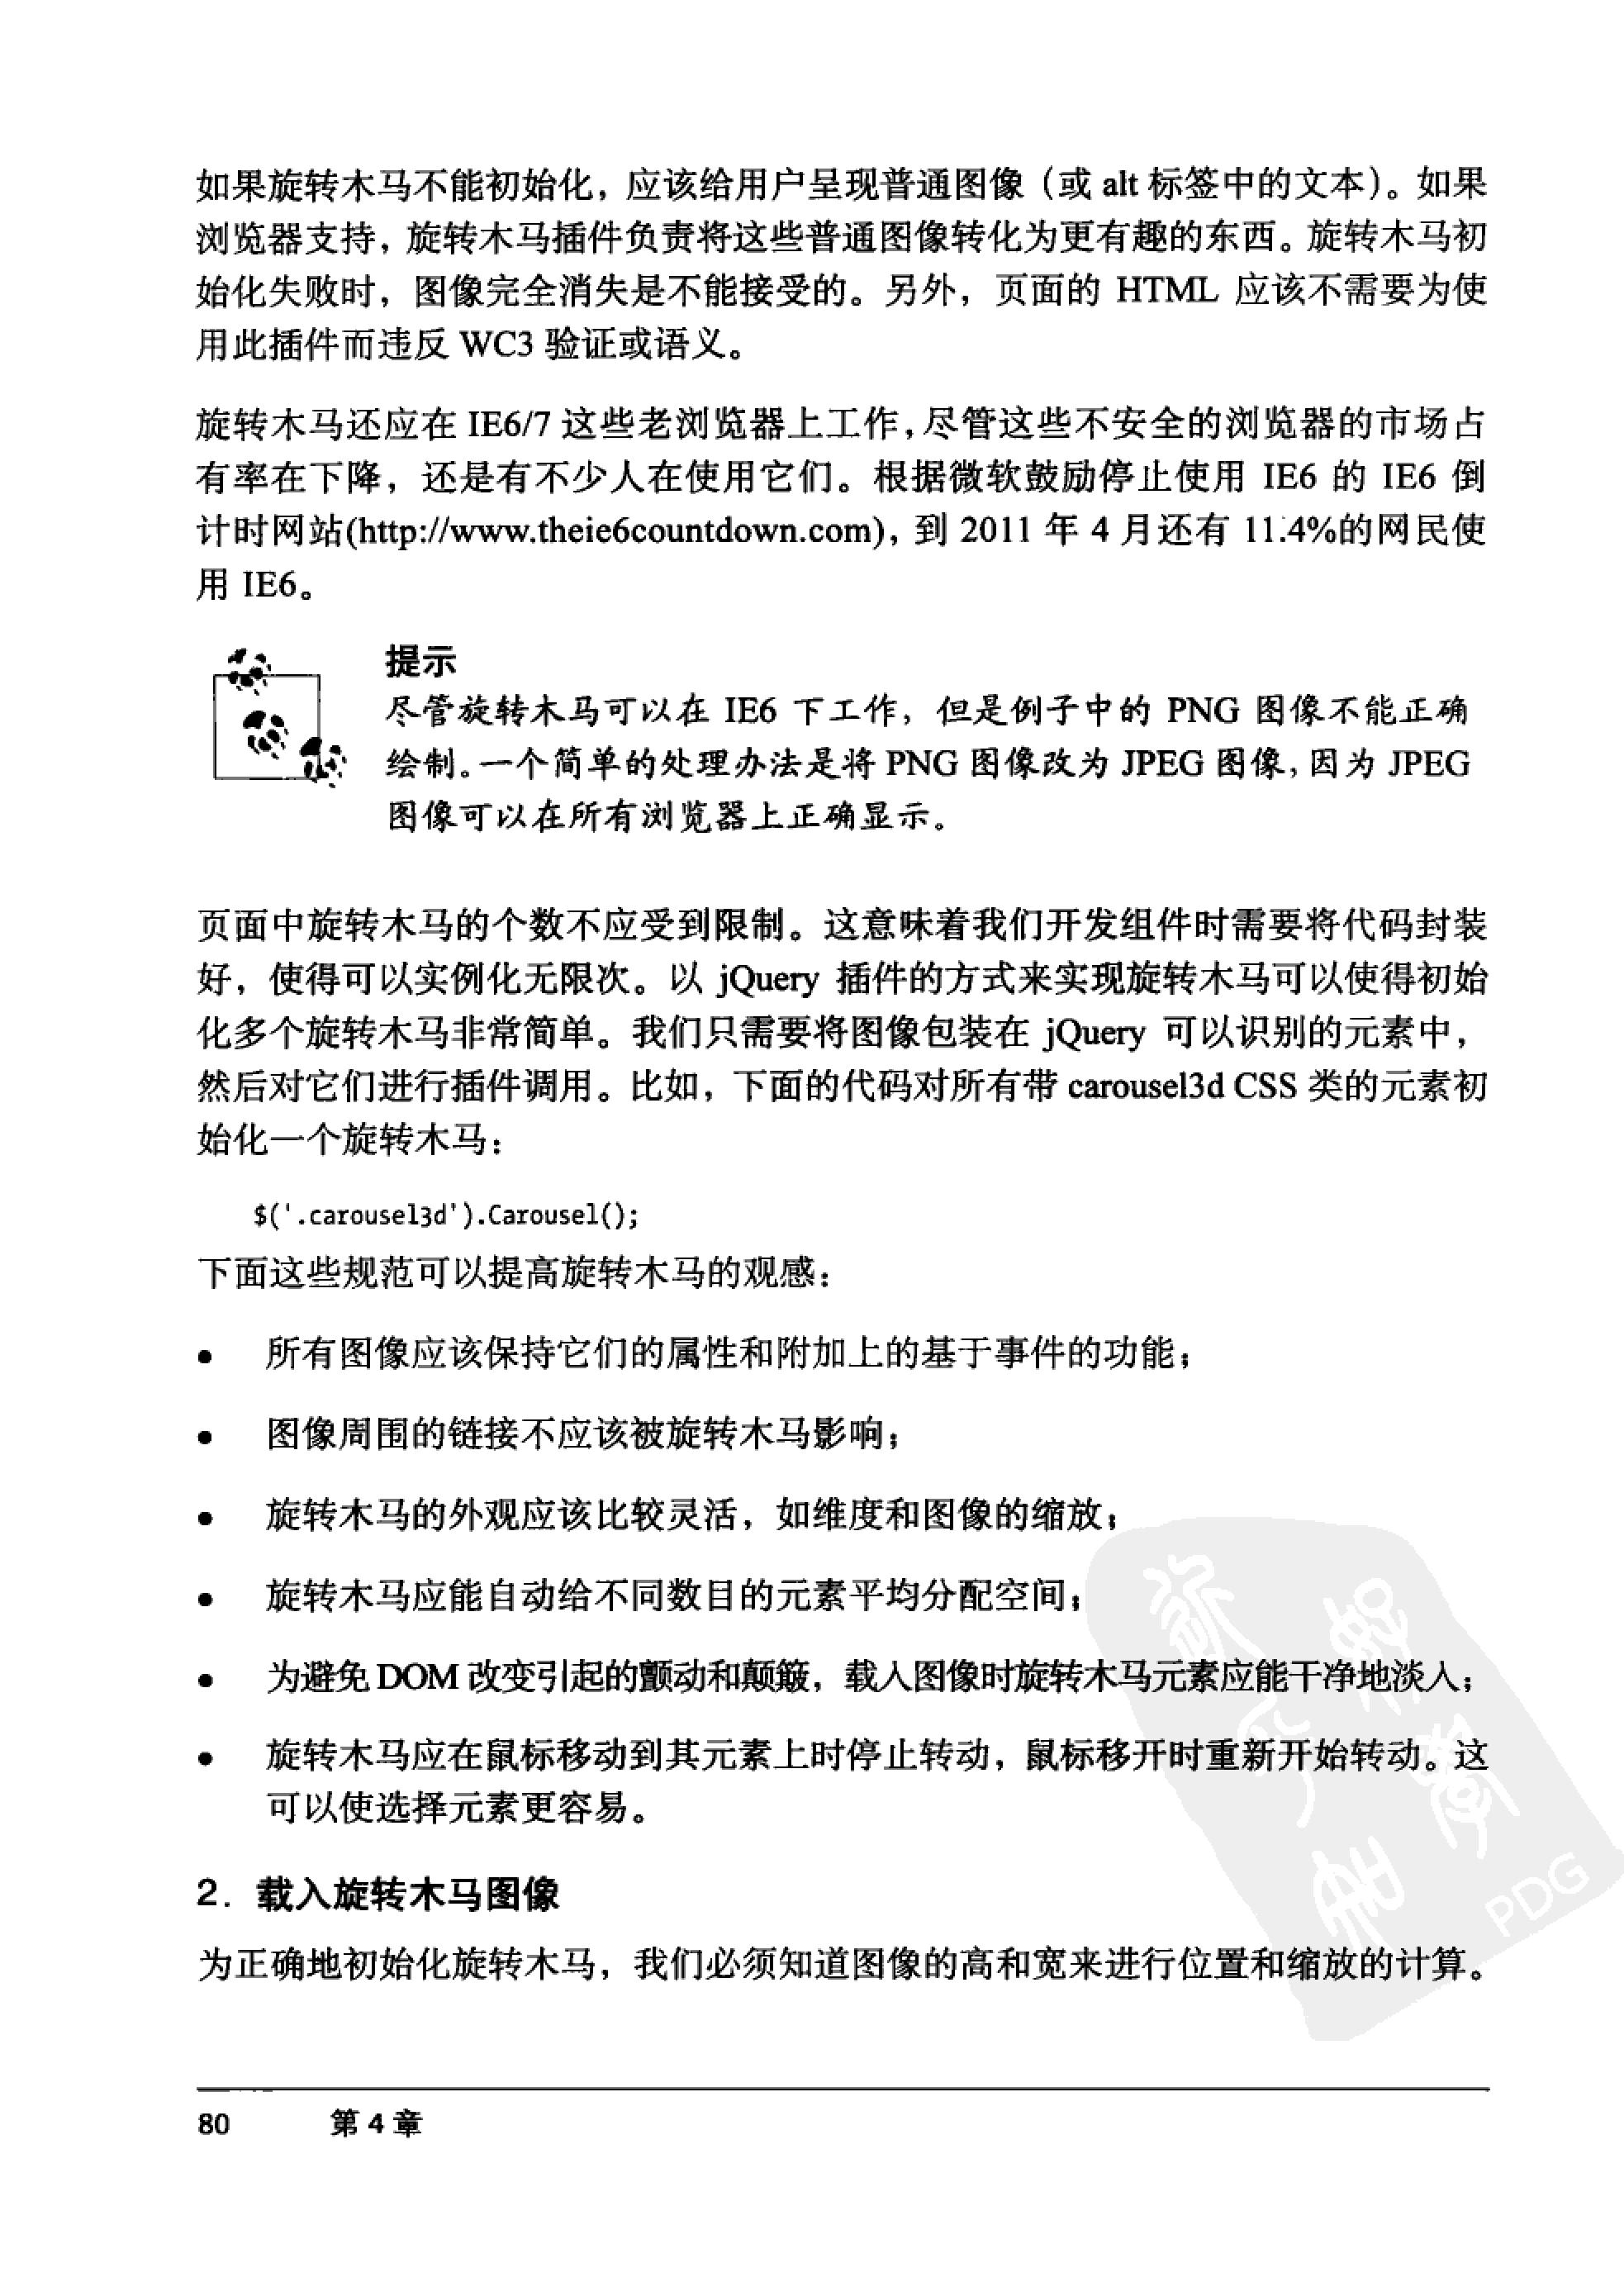 如果旋转木马不能初始化，应该给用户呈现普通图像（或 alt 标签中的文本）。如果
浏览器支持，旋转木马插件负责将这些普通图像转化为更有趣的东西。旋转木马初
始化失败时，图像完全消失是不能接受的。另外，页面的 HTML 应该不需要为使
用此插件而违反 WC3 验证或语义。
旋转木马还应在 IE6/7 这些老浏览器上工作，尽管这些不安全的浏览器的市场占
有率在下降，还是有不少人在使用它们。根据微软鼓励停止使用 IE6 的 IE6 倒
计时网站(http://www.theie6countdown.com)，到 2011 年 4 月还有 11.4%的网民使
用 IE6。
提示
尽管旋转木马可以在 IE6 下工作，但是例子中的 PNG 图像不能正确
绘制。一个简单的处理办法是将 PNG 图像改为 JPEG 图像，因为 JPEG
图像可以在所有浏览器上正确显示。
页面中旋转木马的个数不应受到限制。这意味着我们开发组件时需要将代码封装
好，使得可以实例化无限次。以 jQuery 插件的方式来实现旋转木马可以使得初始
化多个旋转木马非常简单。我们只需要将图像包装在 jQuery 可以识别的元素中，
然后对它们进行插件调用。比如，下面的代码对所有带 carousel3d CSS 类的元素初
始化一个旋转木马：
$('.carousel3d').Carousel();
下面这些规范可以提高旋转木马的观感：
● 所有图像应该保持它们的属性和附加上的基于事件的功能；
● 图像周围的链接不应该被旋转木马影响；
● 旋转木马的外观应该比较灵活，如维度和图像的缩放；
● 旋转木马应能自动给不同数目的元素平均分配空间；
● 为避免 DOM 改变引起的颤动和颠簸，载入图像时旋转木马元素应能干净地淡入；
● 旋转木马应在鼠标移动到其元素上时停止转动，鼠标移开时重新开始转动。这
可以使选择元素更容易。
2．载入旋转木马图像
为正确地初始化旋转木马，我们必须知道图像的高和宽来进行位置和缩放的计算。
PDG
80 第 4 章